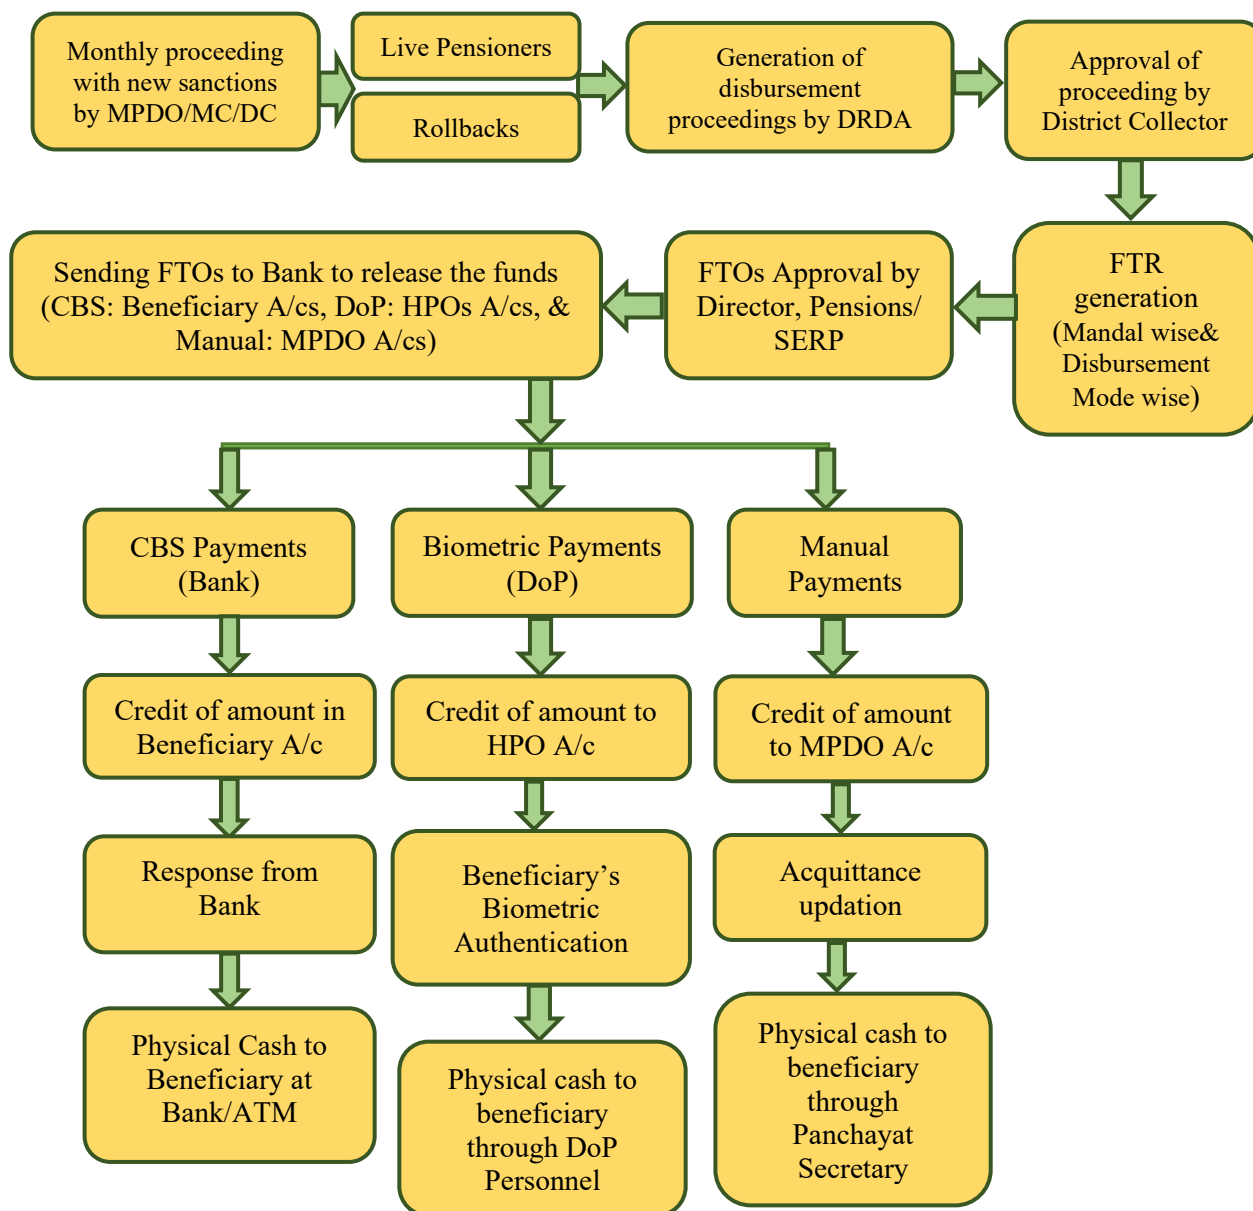 Monthly proceeding
with new sanctions
by MPDO/MC/DC
Live Pensioners
Rollbacks
Generation of
disbursement
proceedings by DRDA
Approval of
proceeding by
District Collector
FTR
generation
(Mandal wise&
Disbursement
Mode wise)
FTOs Approval by
Director, Pensions/
SERP
Sending FTOs to Bank to release the funds
(CBS: Beneficiary A/cs, DoP: HPOs A/cs, &
Manual: MPDO A/cs)
CBS Payments
(Bank)
Credit of amount in
Beneficiary A/c
Response from
Bank
Physical Cash to
Beneficiary at
Bank/ATM
Biometric Payments
(DoP)
Credit of amount to
HPO A/c
Beneficiary’s
Biometric
Authentication
Physical cash to
beneficiary
through DoP
Personnel
Manual
Payments
Credit of amount
to MPDO A/c
Acquittance
updation
Physical cash to
beneficiary
through
Panchayat
Secretary